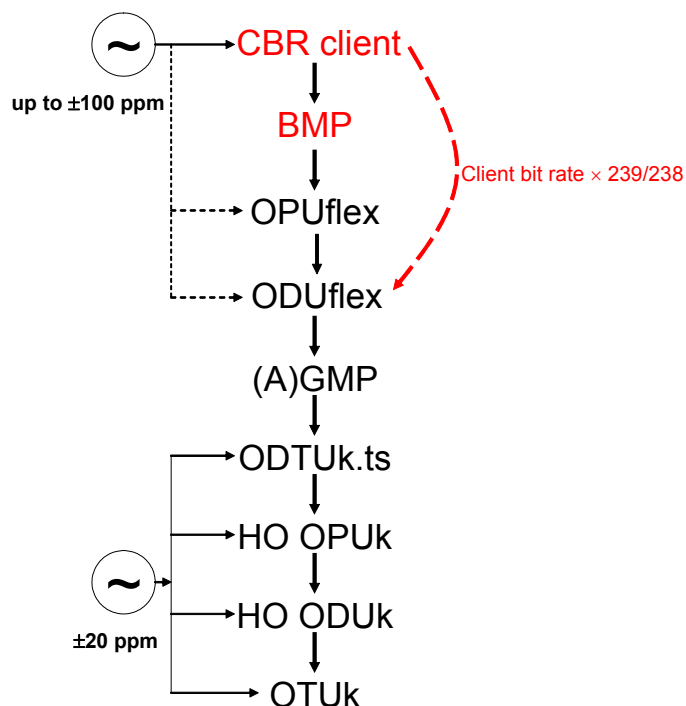 ~
CBR client
up to ±100 ppm
BMP
Client bit rate × 239/238
OPUflex
ODUflex
(A)GMP
ODTUk.ts
HO OPUk
~
HO ODUk
±20 ppm
OTUk